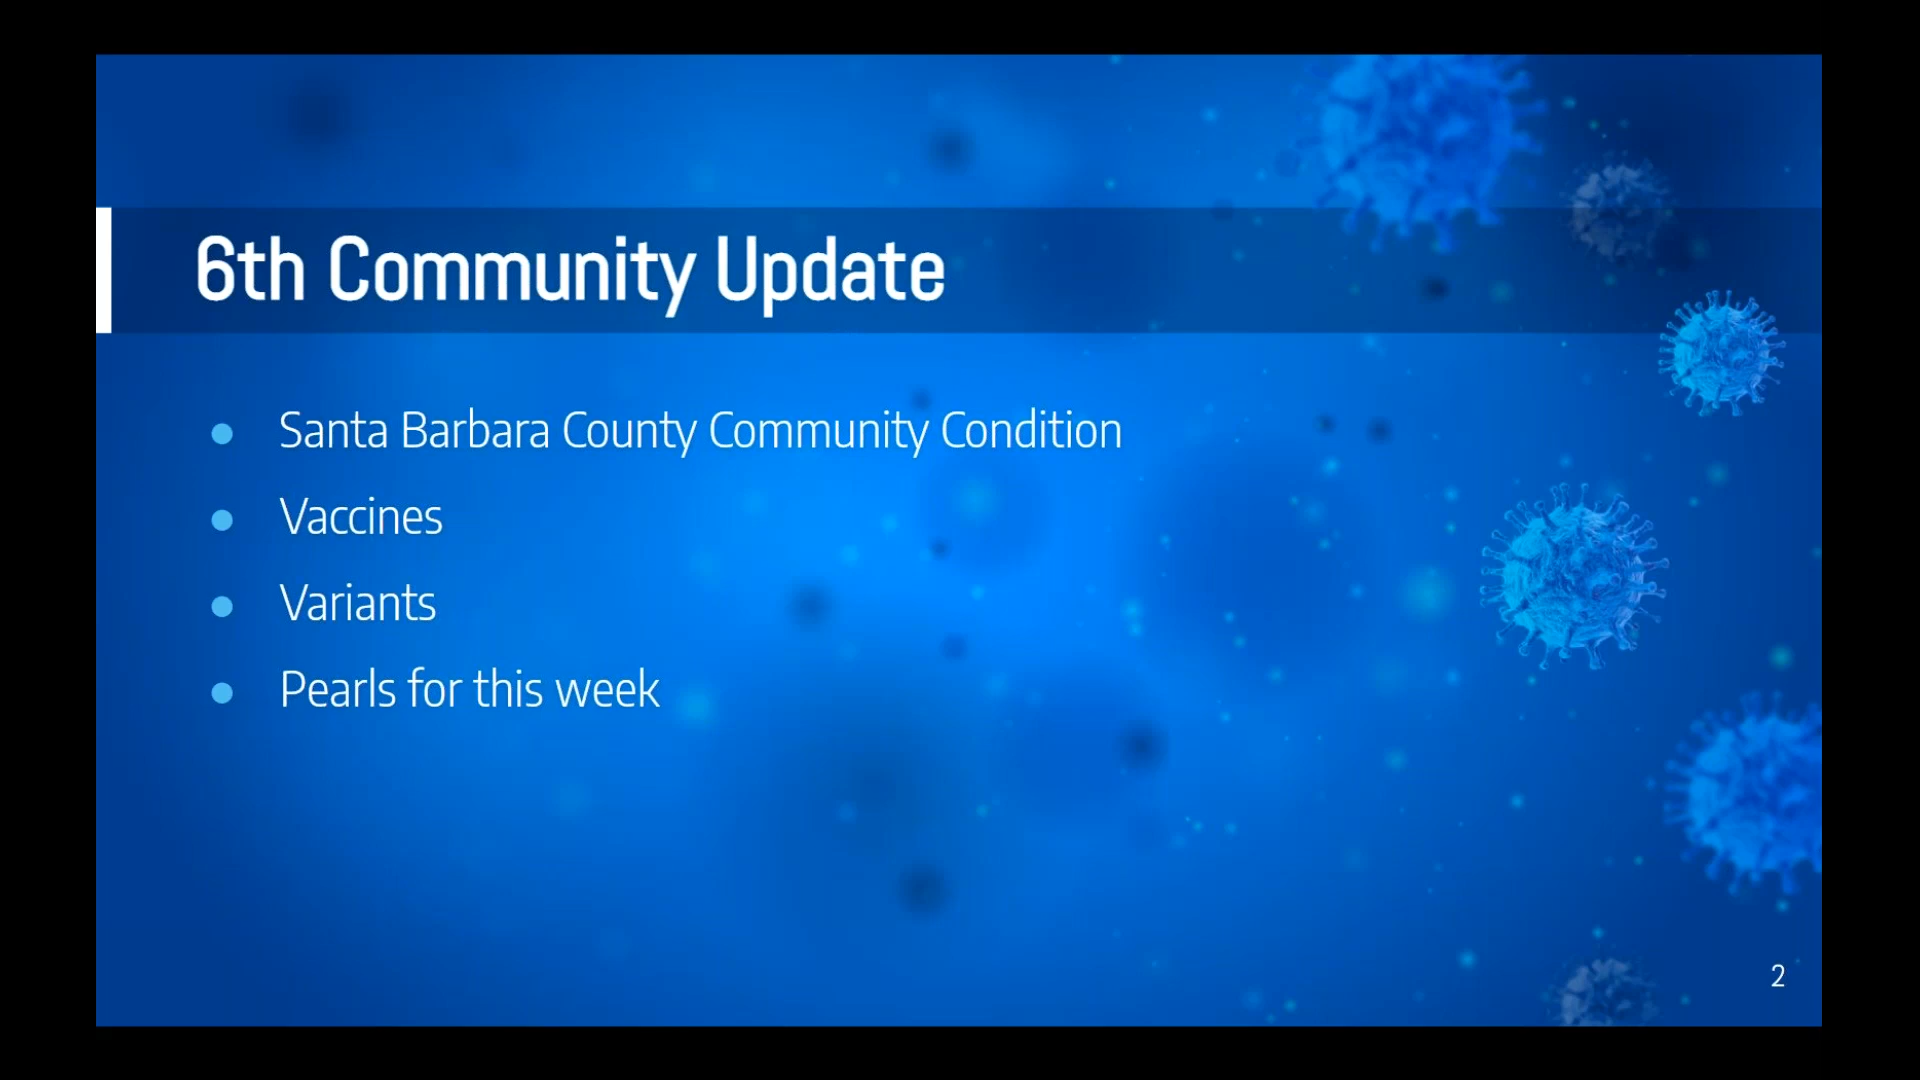 6th Community Update
● Santa Barbara County Community Condition
● Vaccines
● Variants
● Pearls for this week
2